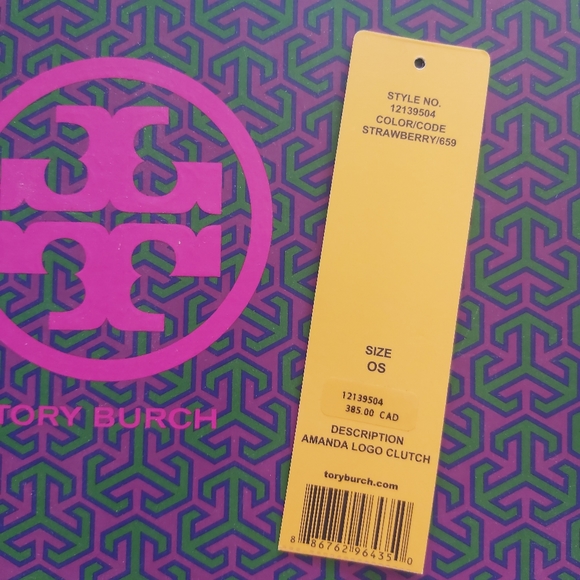 TORY BURCH
STYLE NO.
12139504
COLOR/CODE
STRAWBERRY/659
SIZE
OS
12139504
385.00 CAD
DESCRIPTION
AMANDA LOGO CLUTCH
toryburch.com
8 86762 96435 0